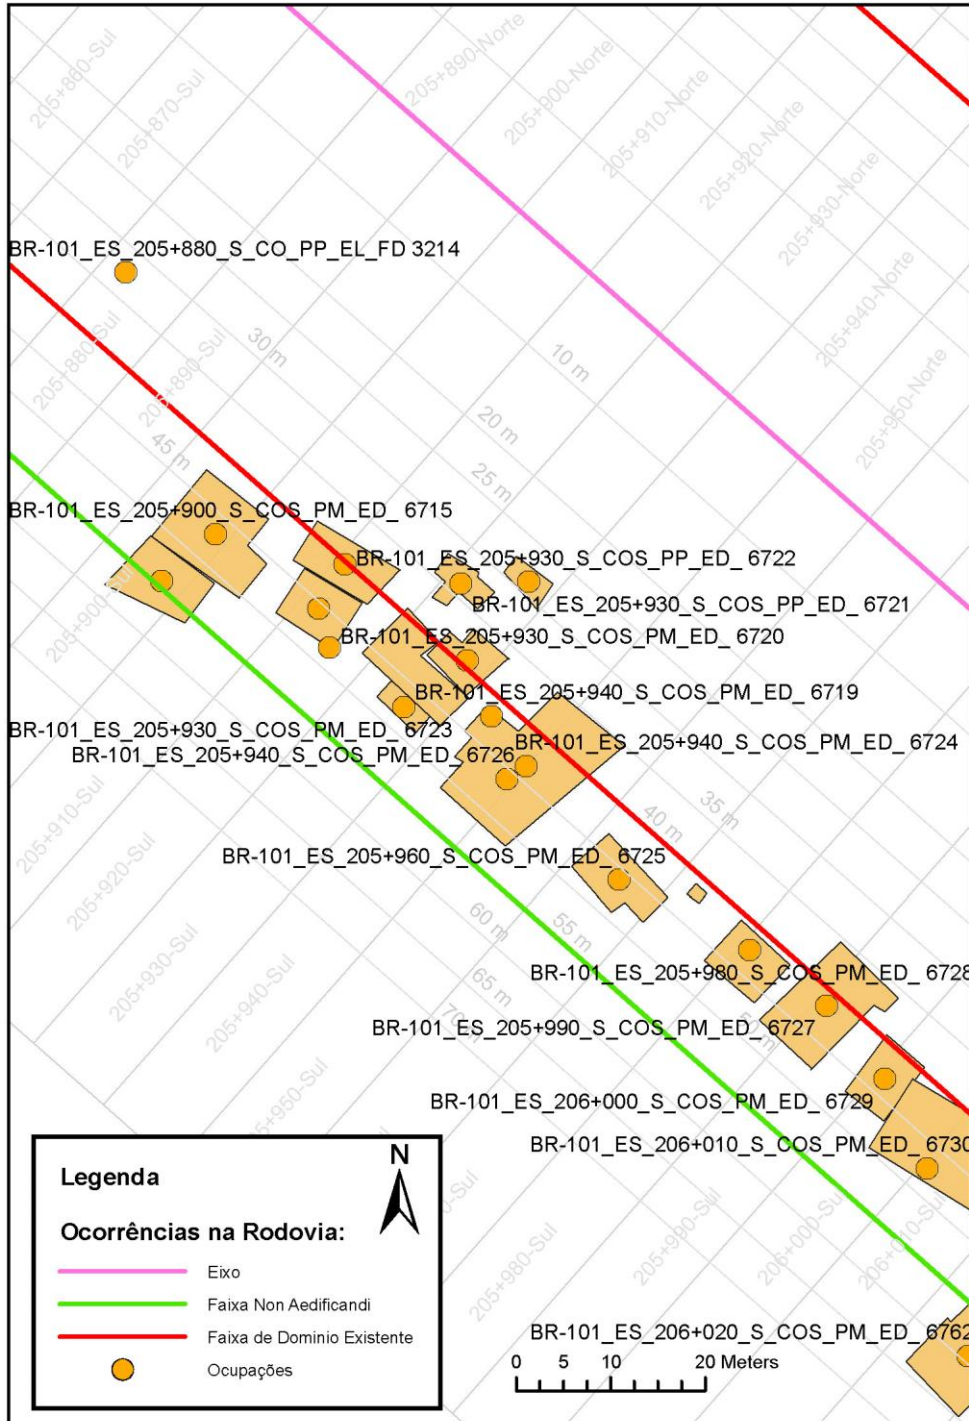 205+860-Sul
205+870-Sul
205+890-Norte
205+900-Norte
205+910-Norte
205+920-Norte
205+930-Norte
205+940-Norte
205+950-Norte
BR-101_ES_205+880_S_CO_PP_EL_FD 3214
205+880-Sul
205+890-Sul
30 m
10 m
20 m
25 m
45 m
BR-101_ES_205+900_S_COS_PM_ED_ 6715
BR-101_ES_205+930_S_COS_PP_ED_ 6722
BR-101_ES_205+930_S_COS_PP_ED_ 6721
205+900-Sul
BR-101_ES_205+930_S_COS_PM_ED_ 6720
BR-101_ES_205+940_S_COS_PM_ED_ 6719
BR-101_ES_205+930_S_COS_PM_ED_ 6723
BR-101_ES_205+940_S_COS_PM_ED_ 6724
BR-101_ES_205+940_S_COS_PM_ED_ 6726
205+910-Sul
35 m
40 m
BR-101_ES_205+960_S_COS_PM_ED_ 6725
205+920-Sul
60 m
55 m
205+930-Sul
BR-101_ES_205+980_S_COS_PM_ED_ 6728
65 m
205+940-Sul
BR-101_ES_205+990_S_COS_PM_ED_ 6727
70 m
50 m
BR-101_ES_206+000_S_COS_PM_ED_ 6729
205+950-Sul
BR-101_ES_206+010_S_COS_PM_ED_ 6730
205+980-Sul
205+990-Sul
206+000-Sul
206+010-Sul
BR-101_ES_206+020_S_COS_PM_ED_ 6762
0 5 10 20 Meters
N
Legenda
Ocorrências na Rodovia:
Eixo
Faixa Non Aedificandi
Faixa de Dominio Existente
Ocupações